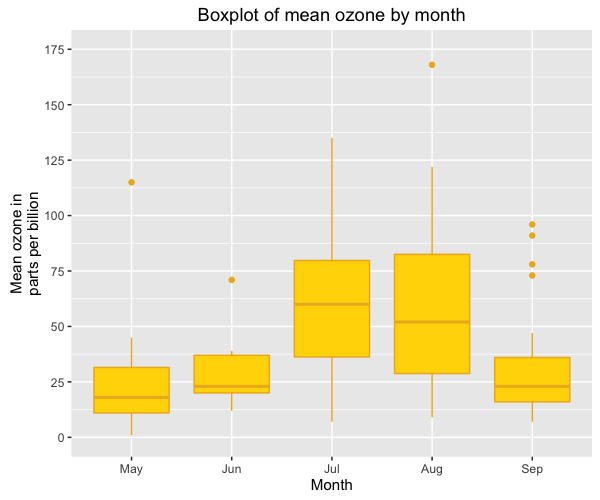 Boxplot of mean ozone by month
Mean ozone in
parts per billion
175
150
125
100
75
50
25
0
May
Jun
Jul
Aug
Sep
Month